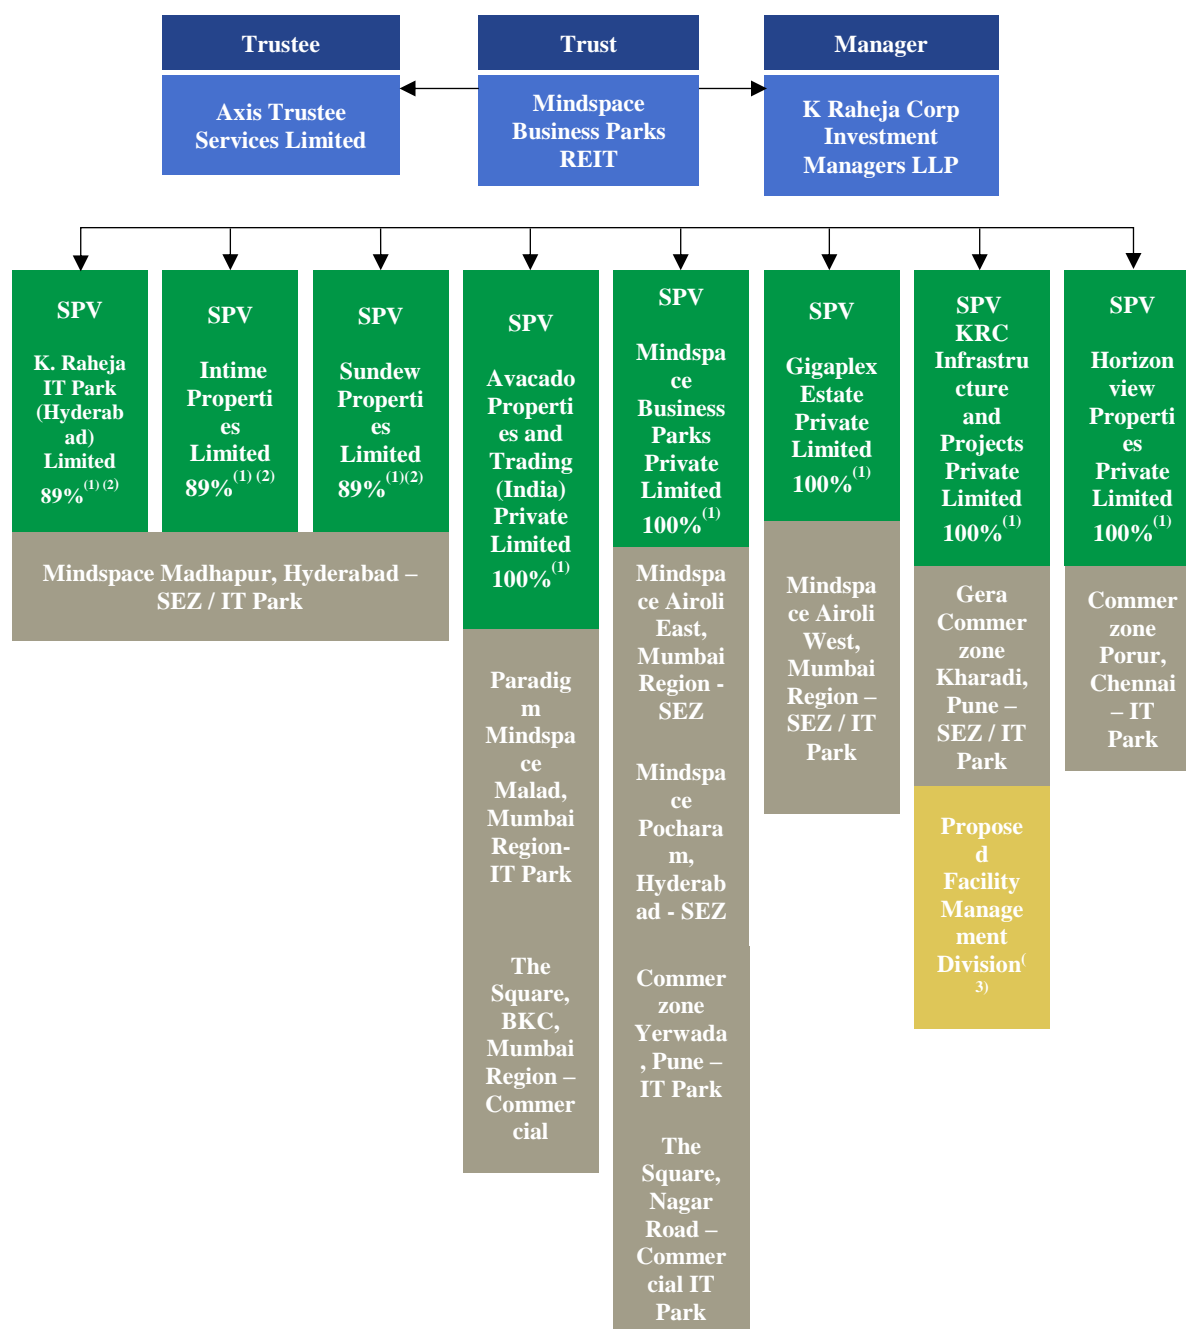 Trustee
Axis Trustee
Services Limited
Trust
Mindspace
Business Parks
REIT
Manager
K Raheja Corp
Investment
Managers LLP
SPV
K. Raheja
IT Park
(Hyderab
ad)
Limited
89%(1) (2)
SPV
Intime
Properti
es
Limited
89%(1) (2)
SPV
Sundew
Properti
es
Limited
89%(1)(2)
Mindspace Madhapur, Hyderabad –
SEZ / IT Park
SPV
Avacado
Properti
es and
Trading
(India)
Private
Limited
100%(1)
Paradig
m
Mindspa
ce
Malad,
Mumbai
Region-
IT Park
The
Square,
BKC,
Mumbai
Region –
Commer
cial
SPV
Mindspa
ce
Business
Parks
Private
Limited
100%(1)
Mindspa
ce Airoli
East,
Mumbai
Region -
SEZ
Mindspa
ce
Pochara
m,
Hyderab
ad - SEZ
Commer
zone
Yerwada
, Pune –
IT Park
The
Square,
Nagar
Road –
Commer
cial IT
Park
SPV
Gigaplex
Estate
Private
Limited
100%(1)
Mindspa
ce Airoli
West,
Mumbai
Region –
SEZ / IT
Park
SPV
KRC
Infrastru
cture
and
Projects
Private
Limited
100%(1)
Gera
Commer
zone
Kharadi,
Pune –
SEZ / IT
Park
Propose
d
Facility
Manage
ment
Division(
3)
SPV
Horizon
view
Properti
es
Private
Limited
100%(1)
Commer
zone
Porur,
Chennai
– IT
Park